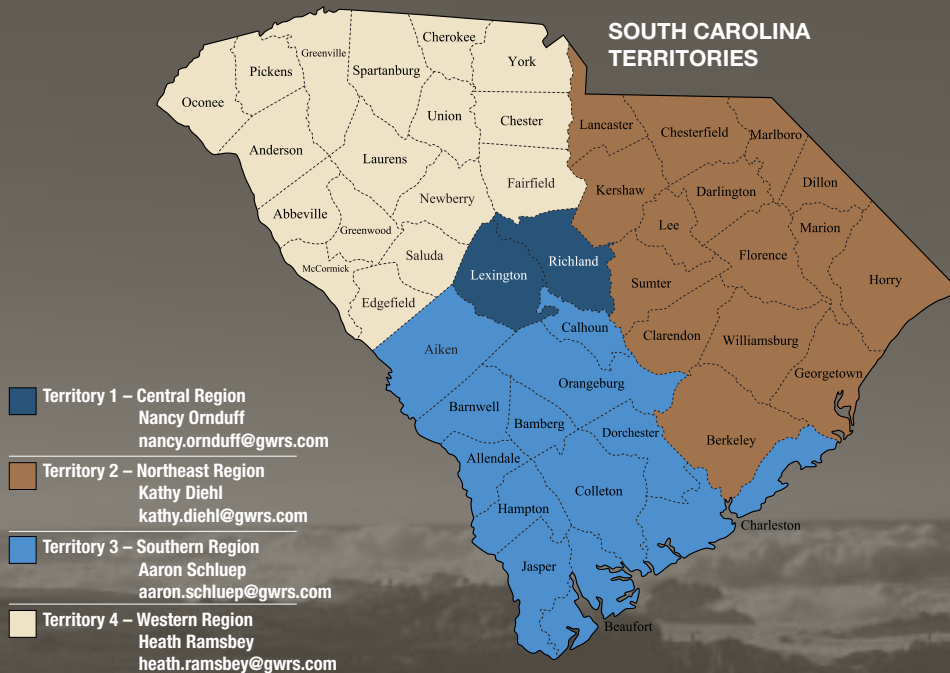 SOUTH CAROLINA
TERRITORIES
Cherokee
Greenville
York
Pickens
Spartanburg
Oconee
Union
Chester
Lancaster
Chesterfield
Marlboro
Anderson
Laurens
Fairfield
Kershaw
Darlington
Dillon
Newberry
Abbeville
Greenwood
Lee
Marion
Saluda
Richland
Florence
McCormick
Lexington
Sumter
Horry
Edgefield
Calhoun
Clarendon
Williamsburg
Aiken
Georgetown
Orangeburg
Barnwell
Bamberg
Dorchester
Berkeley
Allendale
Colleton
Hampton
Charleston
Jasper
Beaufort
Territory 1 – Central Region
Nancy Ornduff
nancy.ornduff@gwrs.com
Territory 2 – Northeast Region
Kathy Diehl
kathy.diehl@gwrs.com
Territory 3 – Southern Region
Aaron Schluep
aaron.schluep@gwrs.com
Territory 4 – Western Region
Heath Ramsbey
heath.ramsbey@gwrs.com